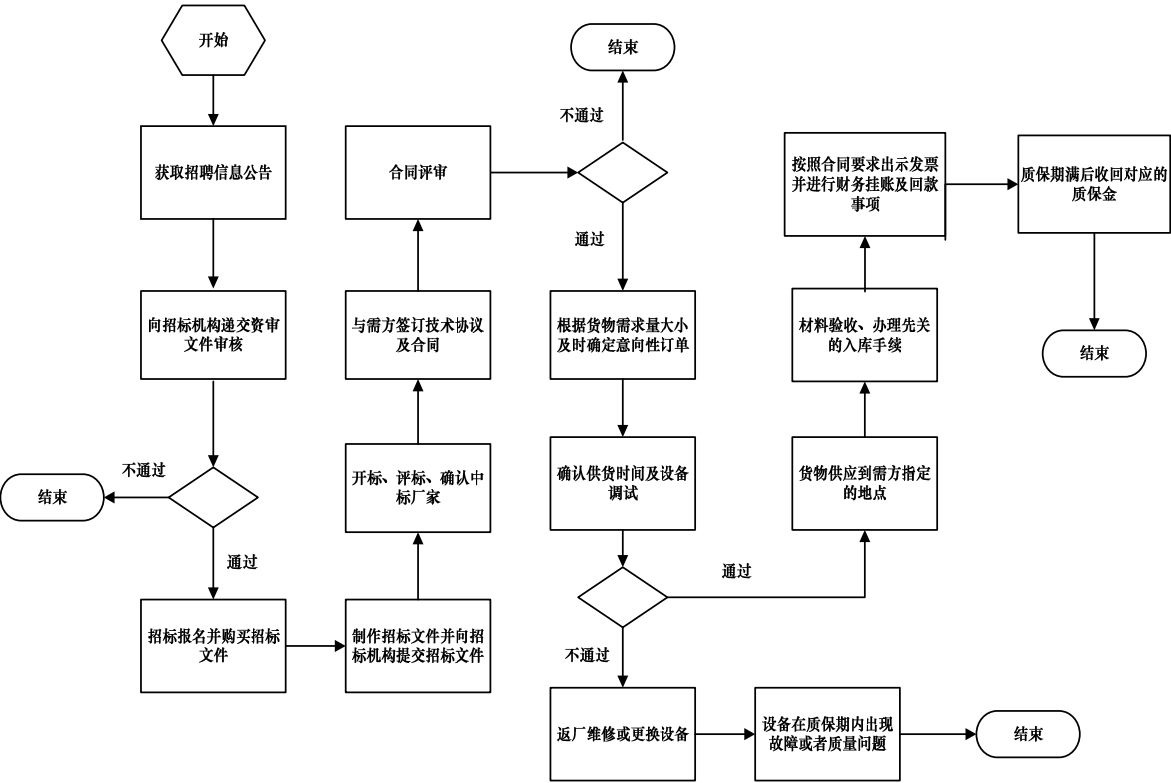 开始
获取招聘信息公告
向招标机构递交资审
文件审核
不通过
结束
通过
招标报名并购买招标
文件
制作招标文件并向招
标机构提交招标文件
开标、评标、确认中
标厂家
与需方签订技术协议
及合同
合同评审
结束
不通过
通过
根据货物需求量大小
及时确定意向性订单
确认供货时间及设备
调试
通过
不通过
返厂维修或更换设备
设备在质保期内出现
故障或者质量问题
结束
货物供应到需方指定
的地点
材料验收、办理先关
的入库手续
按照合同要求出示发票
并进行财务挂账及回款
事项
质保期满后收回对应的
质保金
结束